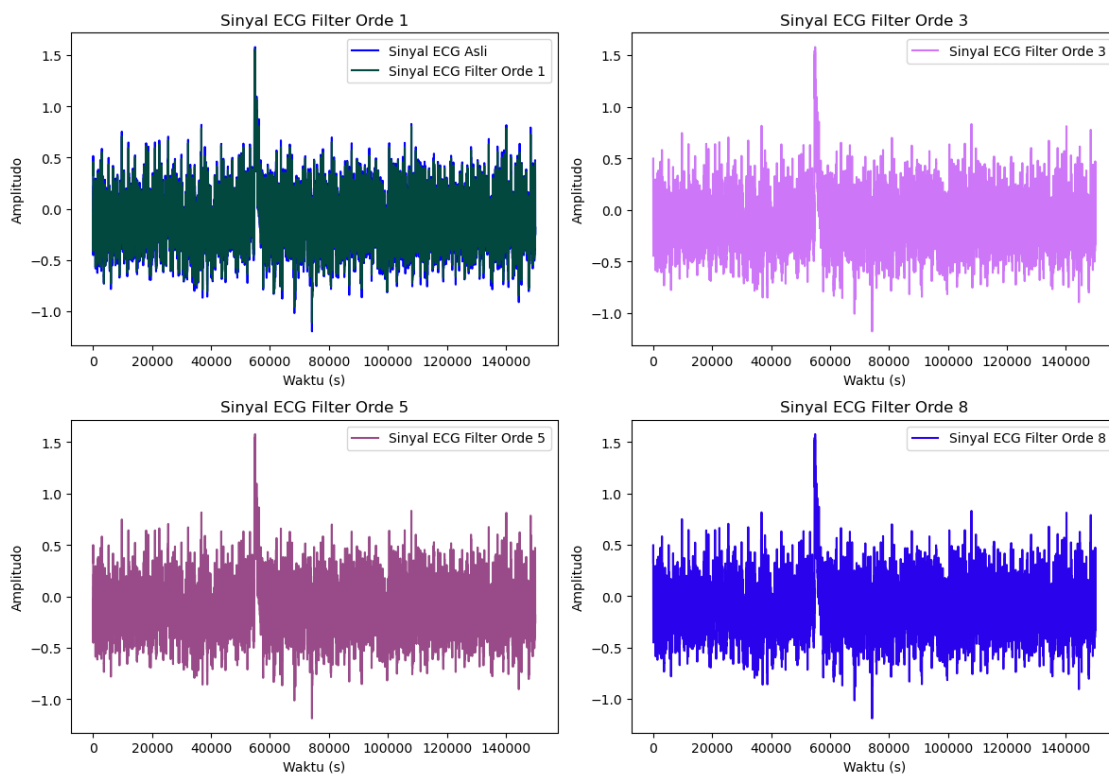 Sinyal ECG Filter Orde 1
Sinyal ECG Asli
Sinyal ECG Filter Orde 1
1.5
1.0
0.5
0.0
−0.5
−1.0
Amplitudo
0 20000 40000 60000 80000 100000 120000 140000
Waktu (s)
Sinyal ECG Filter Orde 3
Sinyal ECG Filter Orde 3
1.5
1.0
0.5
0.0
−0.5
−1.0
Amplitudo
0 20000 40000 60000 80000 100000 120000 140000
Waktu (s)
Sinyal ECG Filter Orde 5
Sinyal ECG Filter Orde 5
1.5
1.0
0.5
0.0
−0.5
−1.0
Amplitudo
0 20000 40000 60000 80000 100000 120000 140000
Waktu (s)
Sinyal ECG Filter Orde 8
Sinyal ECG Filter Orde 8
1.5
1.0
0.5
0.0
−0.5
−1.0
Amplitudo
0 20000 40000 60000 80000 100000 120000 140000
Waktu (s)